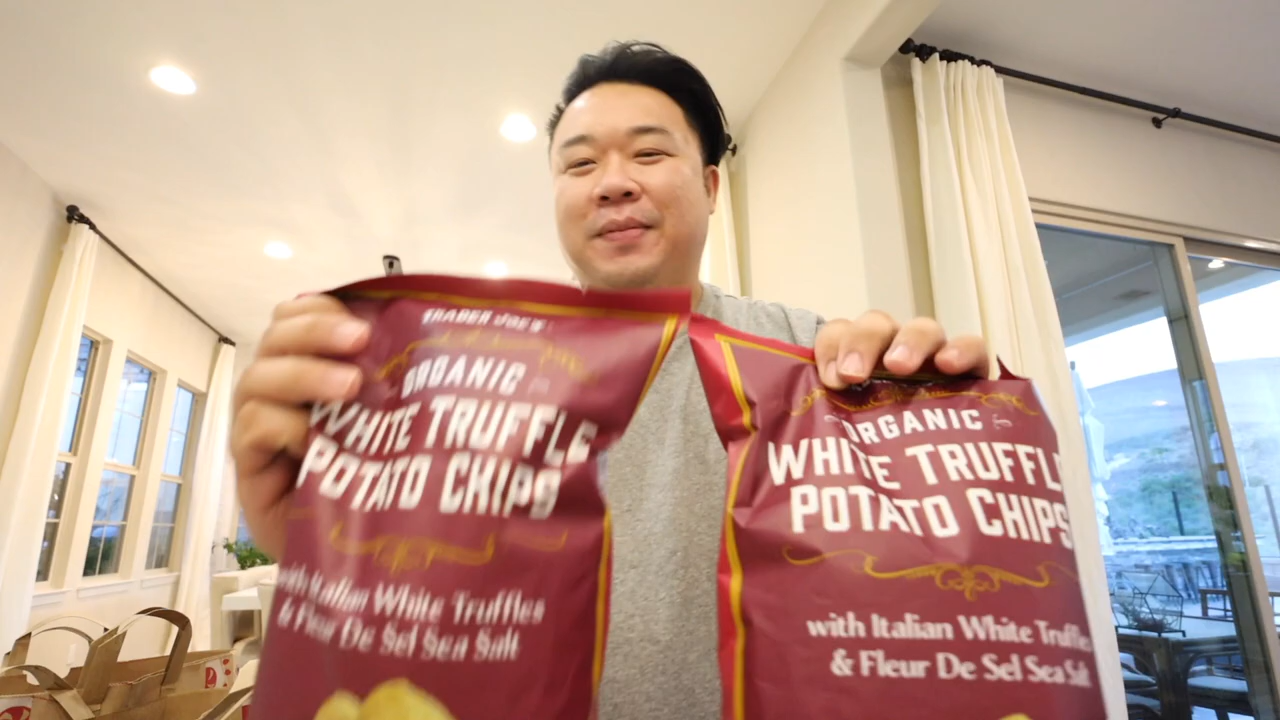 TRADER JOE'S
ORGANIC
WHITE TRUFFLE
POTATO CHIPS
with Italian White Truffles
& Fleur De Sel Sea Salt
ORGANIC
WHITE TRUFFLE
POTATO CHIPS
with Italian White Truffles
& Fleur De Sel Sea Salt